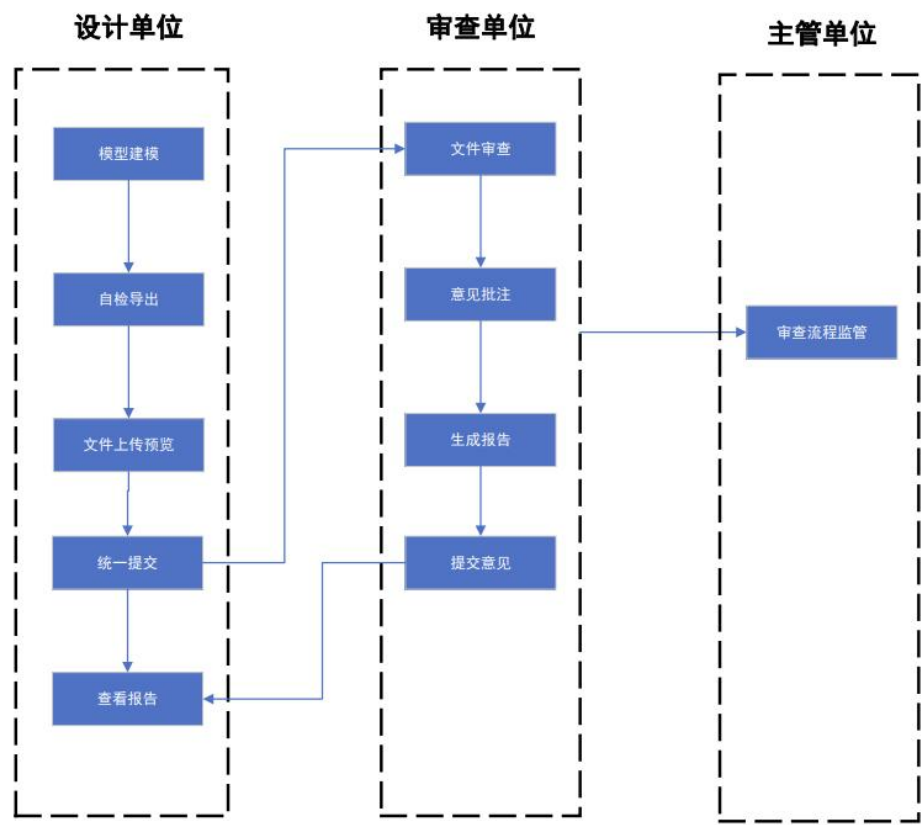 设计单位
模型建模
自检导出
文件上传预览
统一提交
查看报告
审查单位
文件审查
意见批注
生成报告
提交意见
主管单位
审查流程监管